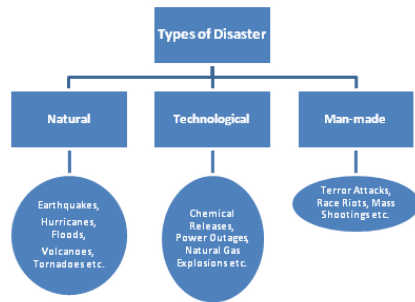 Types of Disaster
Natural
Technological
Man-made
Earthquakes,
Hurricanes,
Floods,
Volcanoes,
Tornadoes etc.
Chemical
Releases,
Power Outages,
Natural Gas
Explosions etc.
Terror Attacks,
Race Riots, Mass
Shootings etc.